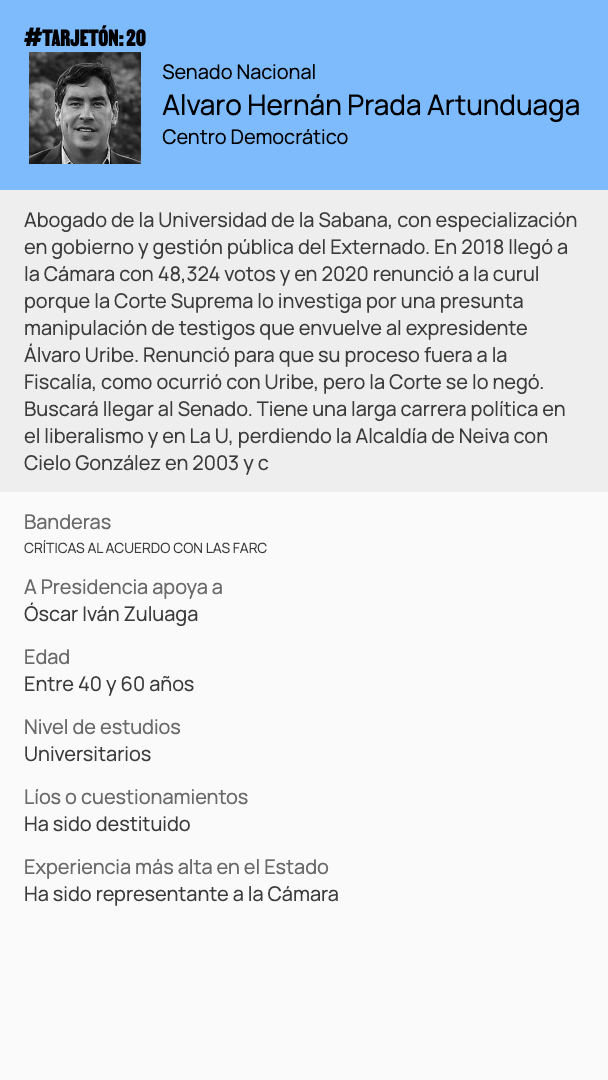 #TARJETÓN: 20
Senado Nacional
Alvaro Hernán Prada Artunduaga
Centro Democrático
Abogado de la Universidad de la Sabana, con especialización
en gobierno y gestión pública del Externado. En 2018 llegó a
la Cámara con 48,324 votos y en 2020 renunció a la curul
porque la Corte Suprema lo investiga por una presunta
manipulación de testigos que envuelve al expresidente
Álvaro Uribe. Renunció para que su proceso fuera a la
Fiscalía, como ocurrió con Uribe, pero la Corte se lo negó.
Buscará llegar al Senado. Tiene una larga carrera política en
el liberalismo y en La U, perdiendo la Alcaldía de Neiva con
Cielo González en 2003 y c
Banderas
CRÍTICAS AL ACUERDO CON LAS FARC
A Presidencia apoya a
Óscar Iván Zuluaga
Edad
Entre 40 y 60 años
Nivel de estudios
Universitarios
Líos o cuestionamientos
Ha sido destituido
Experiencia más alta en el Estado
Ha sido representante a la Cámara